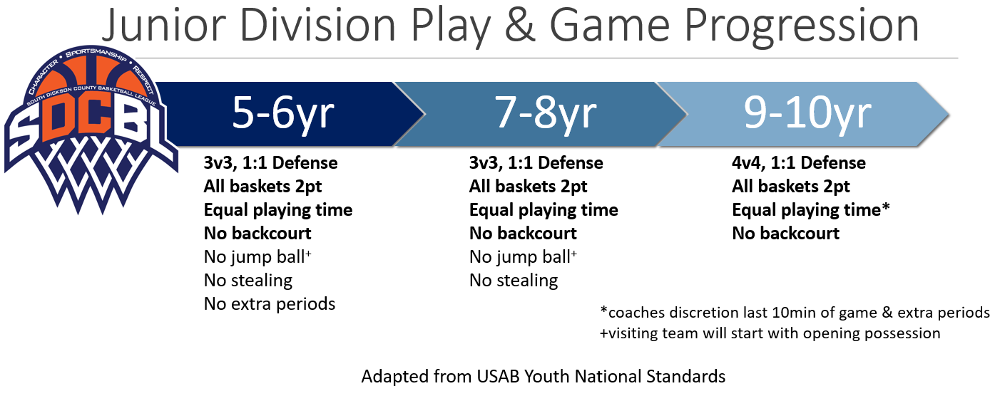 Junior Division Play & Game Progression
CHARACTER • SPORTSMANSHIP • RESPECT
SOUTH DICKSON COUNTY BASKETBALL LEAGUE
SDCBL
5-6yr
3v3, 1:1 Defense
All baskets 2pt
Equal playing time
No backcourt
No jump ball+
No stealing
No extra periods
7-8yr
3v3, 1:1 Defense
All baskets 2pt
Equal playing time
No backcourt
No jump ball+
No stealing
9-10yr
4v4, 1:1 Defense
All baskets 2pt
Equal playing time*
No backcourt
*coaches discretion last 10min of game & extra periods
+visiting team will start with opening possession
Adapted from USAB Youth National Standards